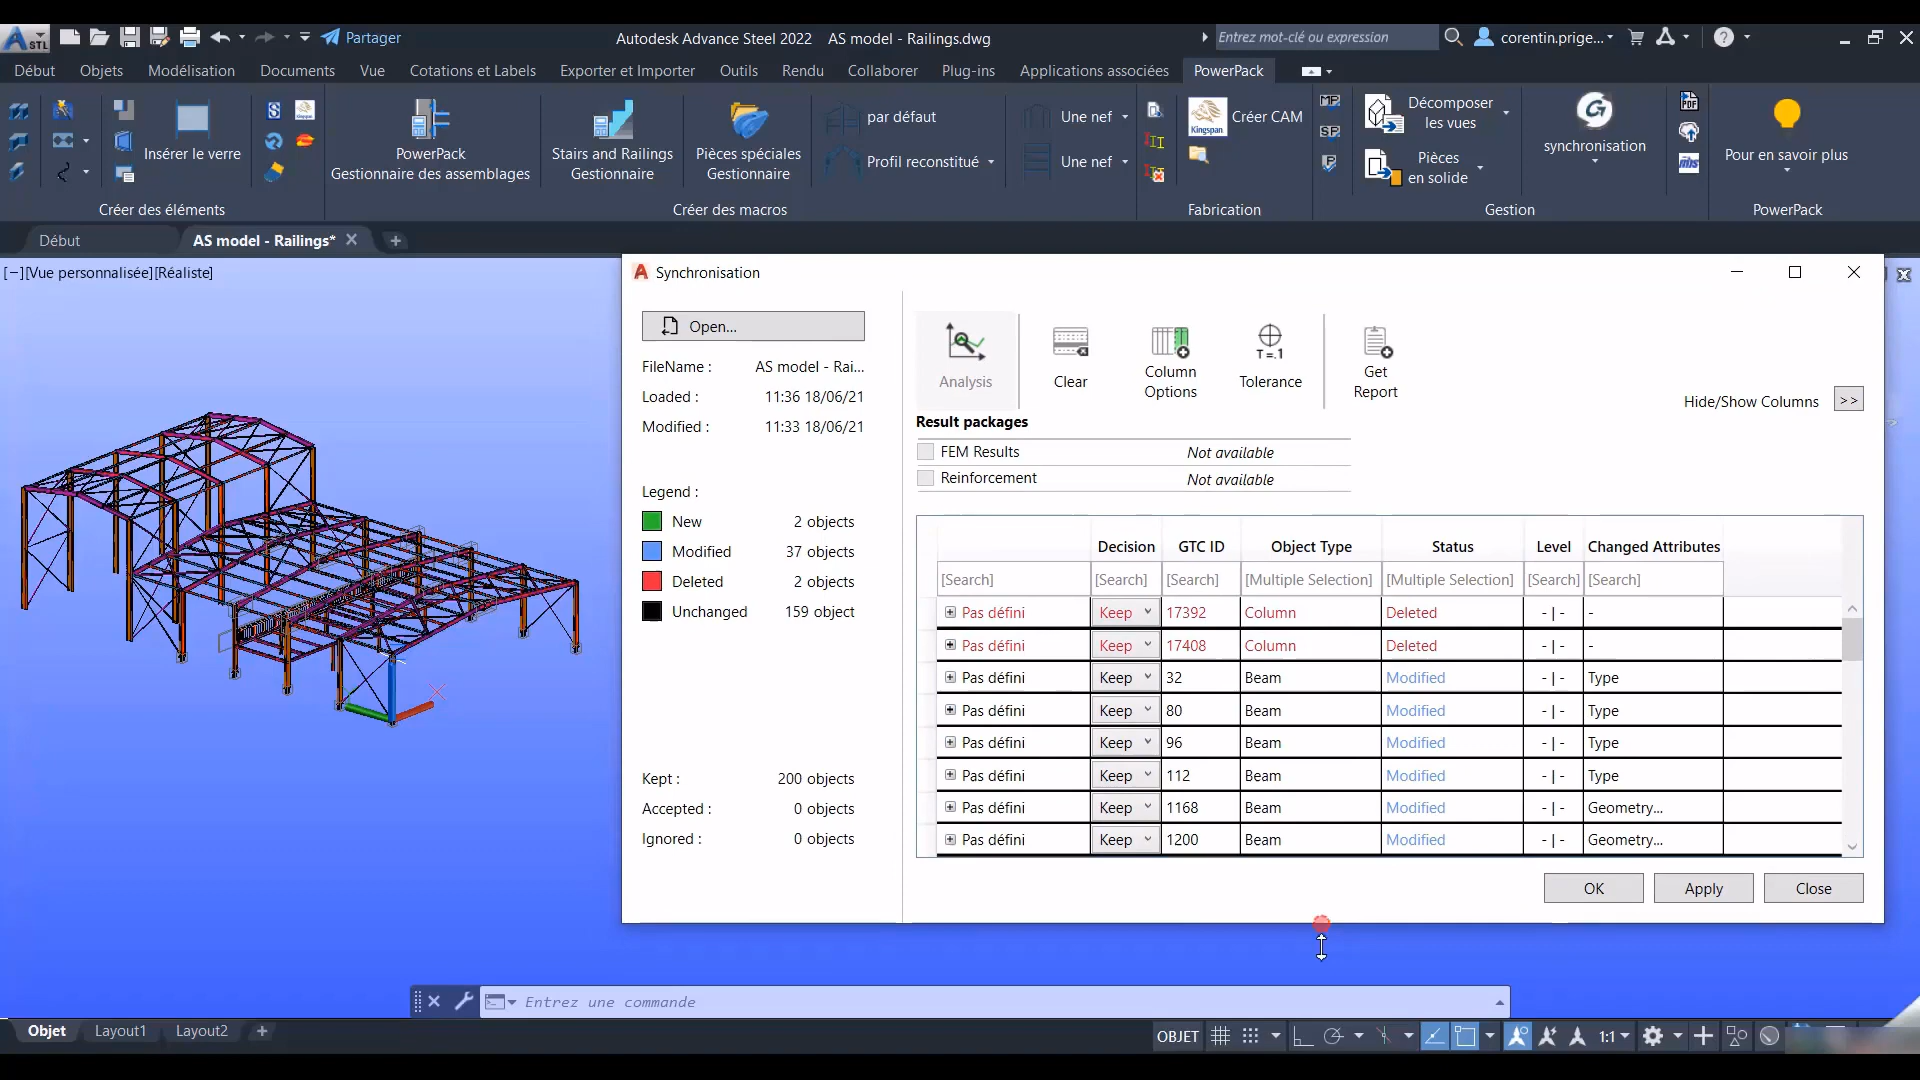 STL
Partager
Autodesk Advance Steel 2022 AS model - Railings.dwg
Entrez mot-clé ou expression
corentin.prige...
Début Objets Modélisation Documents Vue Cotations et Labels Exporter et Importer Outils Rendu Collaborer Plug-ins Applications associées PowerPack
Insérer le verre
PowerPack
Gestionnaire des assemblages
Stairs and Railings
Gestionnaire
Pièces spéciales
Gestionnaire
par défaut
Profil reconstitué
Une nef
Une nef
Kingspan
Créer CAM
MP
SP
Décomposer
les vues
Pièces
en solide
synchronisation
PDF
Pour en savoir plus
Créer des éléments
Créer des macros
Fabrication
Gestion
PowerPack
Début
AS model - Railings*
[−][Vue personnalisée][Réaliste]
Synchronisation
Open...
FileName : AS model - Rai...
Loaded : 11:36 18/06/21
Modified : 11:33 18/06/21
Legend :
New 2 objects
Modified 37 objects
Deleted 2 objects
Unchanged 159 object
Kept : 200 objects
Accepted : 0 objects
Ignored : 0 objects
Analysis
Clear
Column
Options
T =.1
Tolerance
Get
Report
Hide/Show Columns >>
Result packages
FEM Results Not available
Reinforcement Not available
Decision GTC ID Object Type Status Level Changed Attributes
[Search] [Search] [Search] [Multiple Selection] [Multiple Selection] [Search] [Search]
Pas défini Keep 17392 Column Deleted - | - -
Pas défini Keep 17408 Column Deleted - | - -
Pas défini Keep 32 Beam Modified - | - Type
Pas défini Keep 80 Beam Modified - | - Type
Pas défini Keep 96 Beam Modified - | - Type
Pas défini Keep 112 Beam Modified - | - Type
Pas défini Keep 1168 Beam Modified - | - Geometry...
Pas défini Keep 1200 Beam Modified - | - Geometry...
OK Apply Close
Entrez une commande
Objet Layout1 Layout2
OBJET
1:1